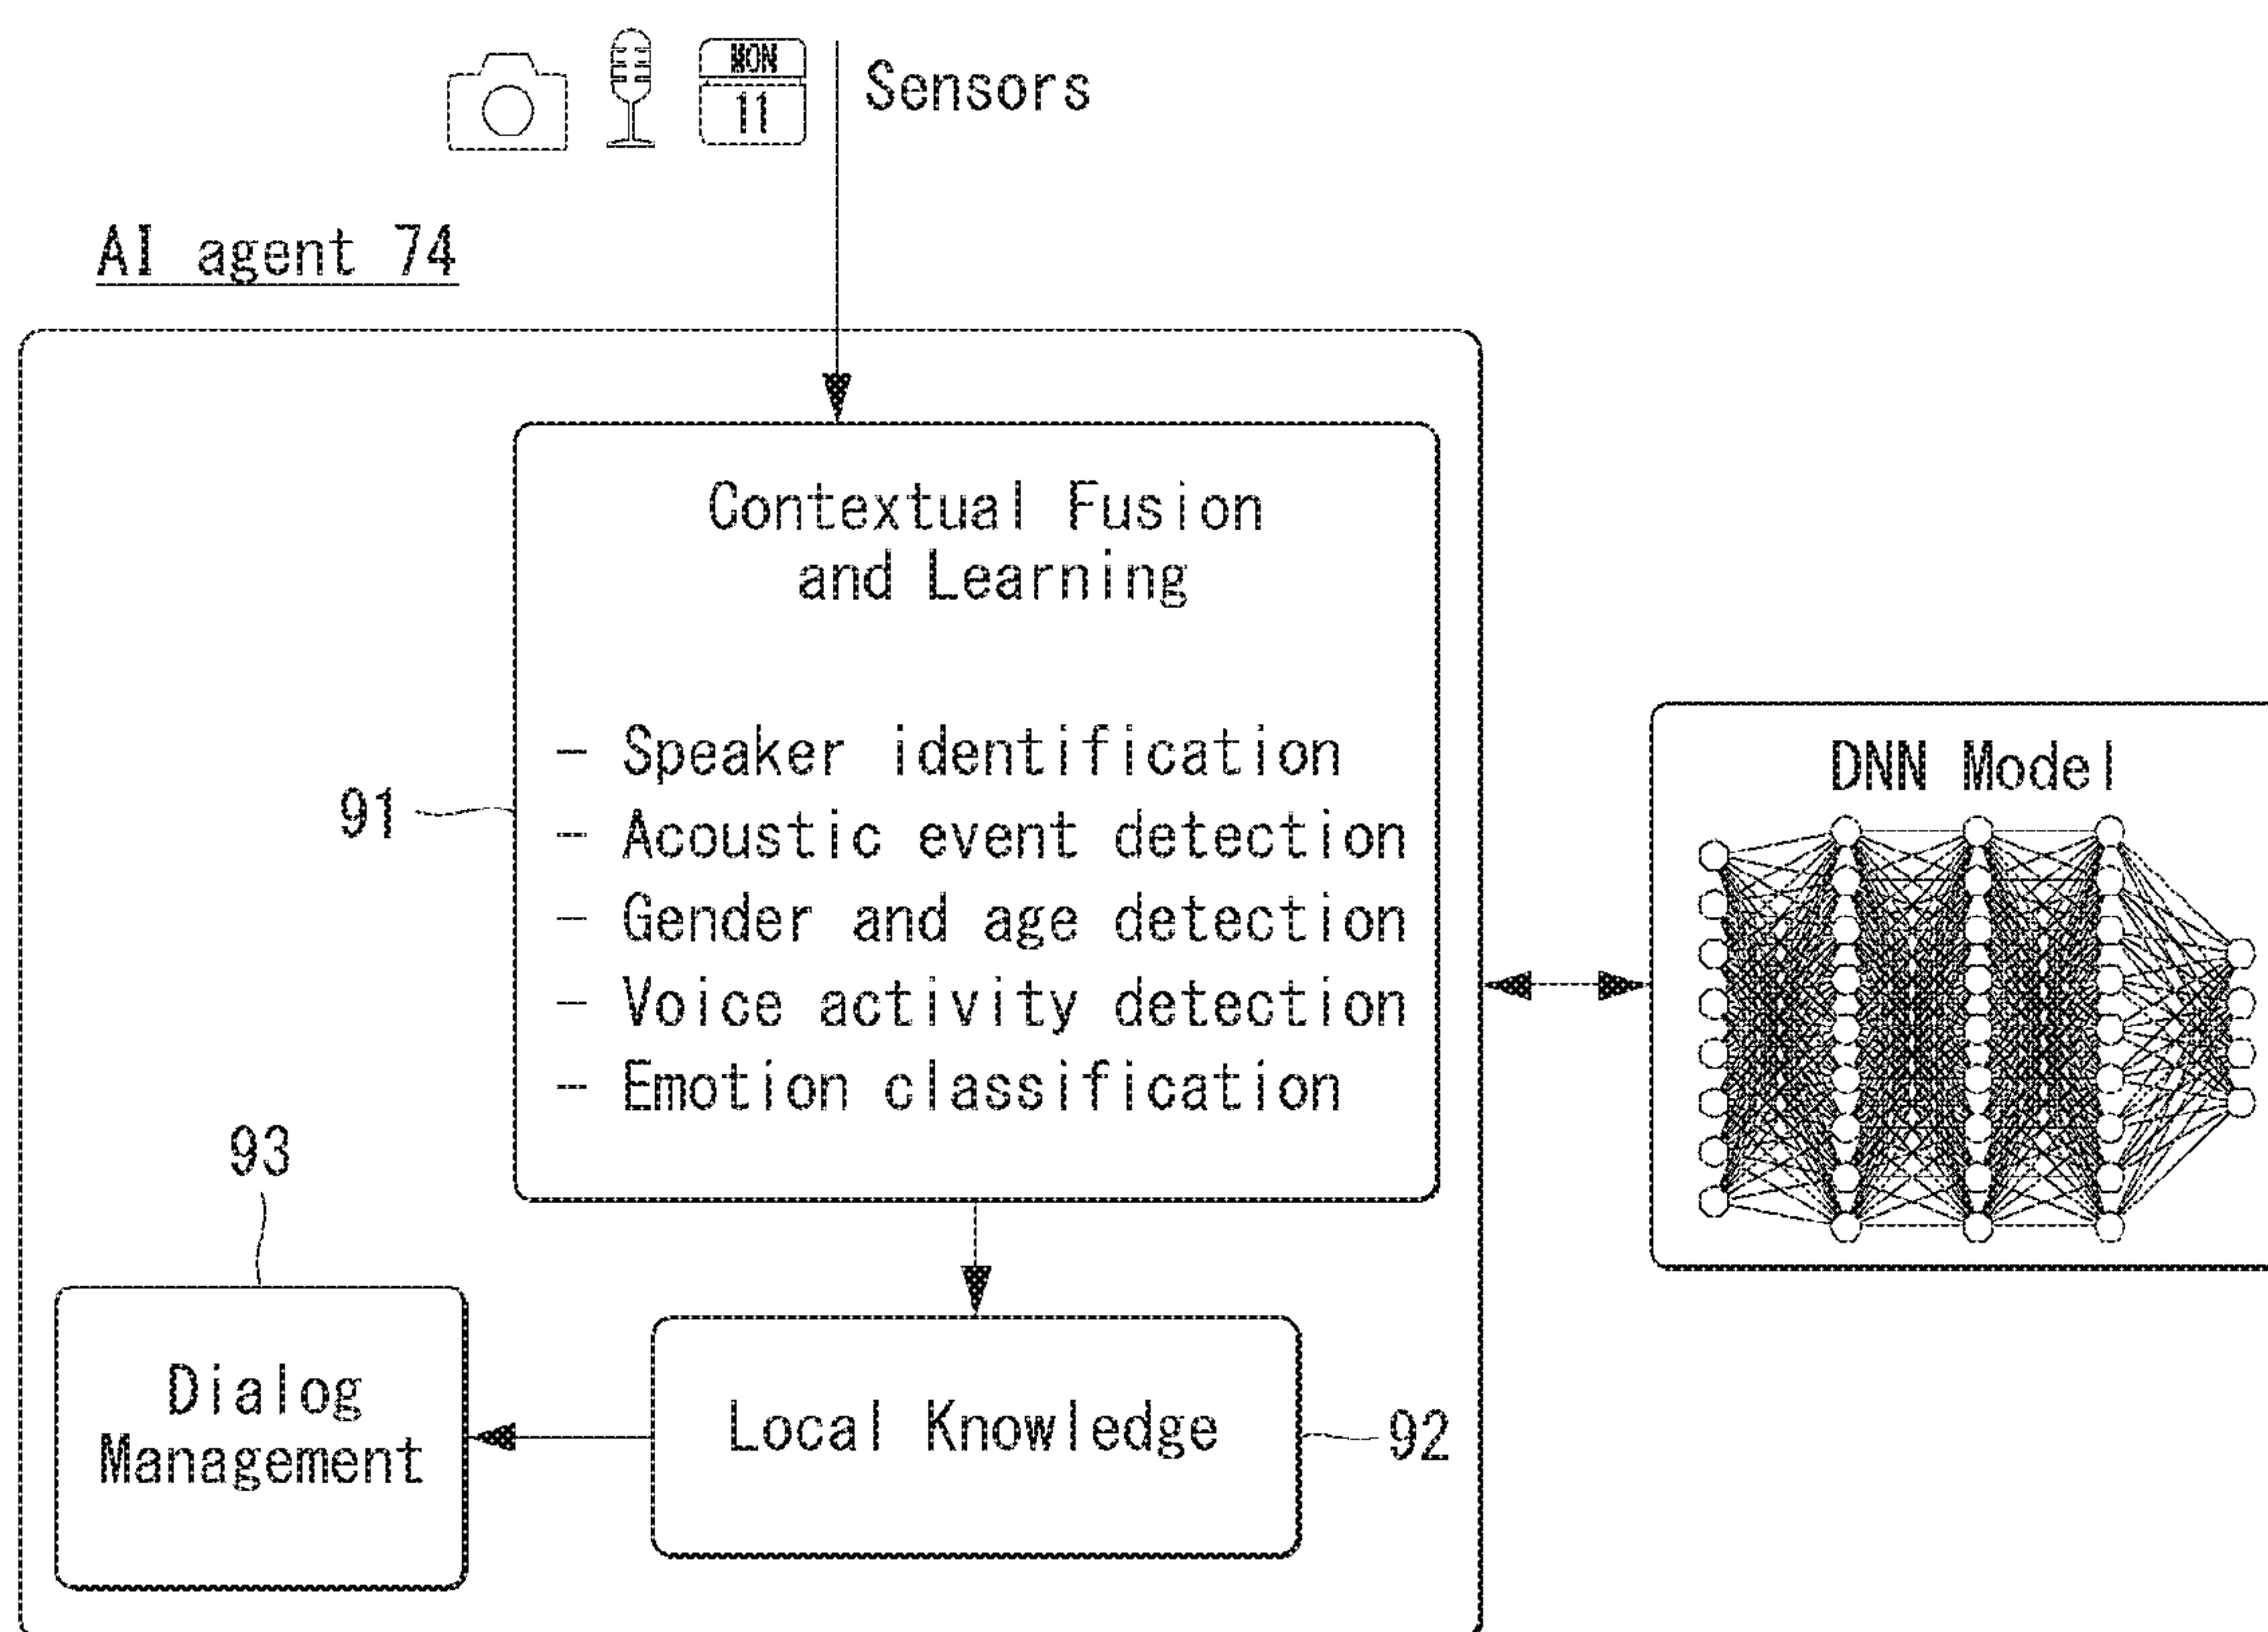 MON
11
Sensors
AI agent 74
Contextual Fusion
and Learning
- Speaker identification
- Acoustic event detection
- Gender and age detection
- Voice activity detection
- Emotion classification
91
DNN Model
93
Dialog
Management
Local Knowledge
92